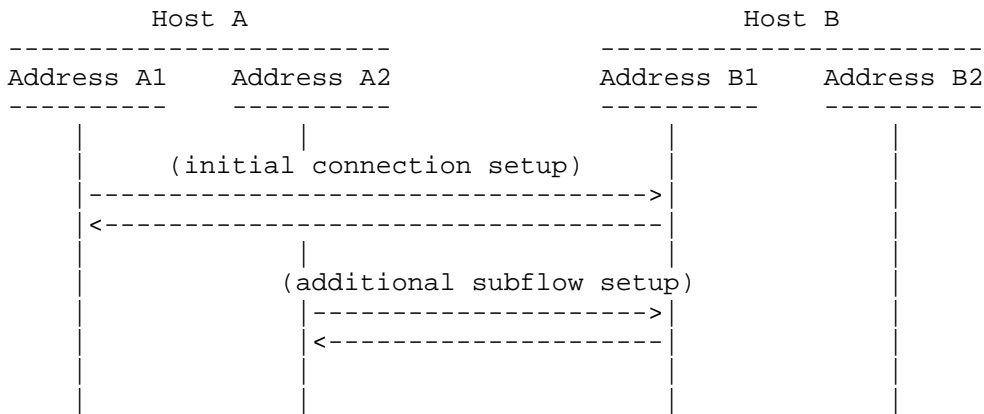 Host A Host B
------------------------ ------------------------
Address A1 Address A2 Address B1 Address B2
---------- ---------- ---------- ----------
| | | |
| (initial connection setup) | |
|----------------------------------->| |
|<-----------------------------------| |
| | | |
| (additional subflow setup) |
| |--------------------->| |
| |<---------------------| |
| | | |
| | | |